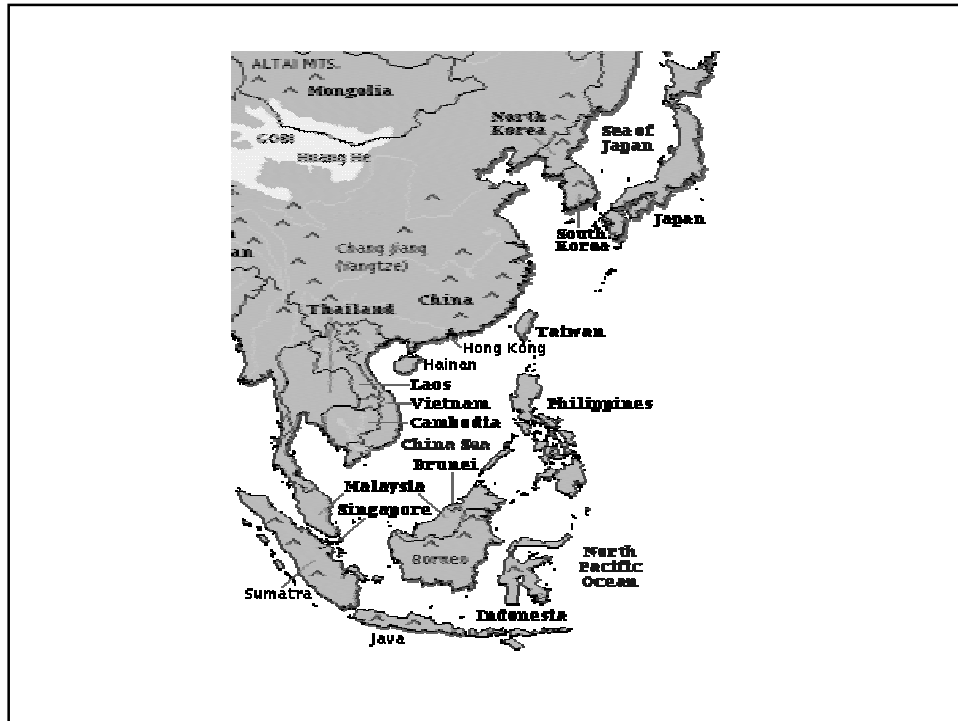 ALTAI MTS.
Mongolia
North
Korea
Sea of
Japan
GOBI
Huang He
Japan
South
Korea
an
Chang Jiang
(Yangtze)
China
Thailand
Taiwan
Hong Kong
Hainan
Laos
Vietnam
Philippines
Cambodia
China Sea
Brunei
Malaysia
Singapore
Borneo
North
Pacific
Ocean
Sumatra
Indonesia
Java